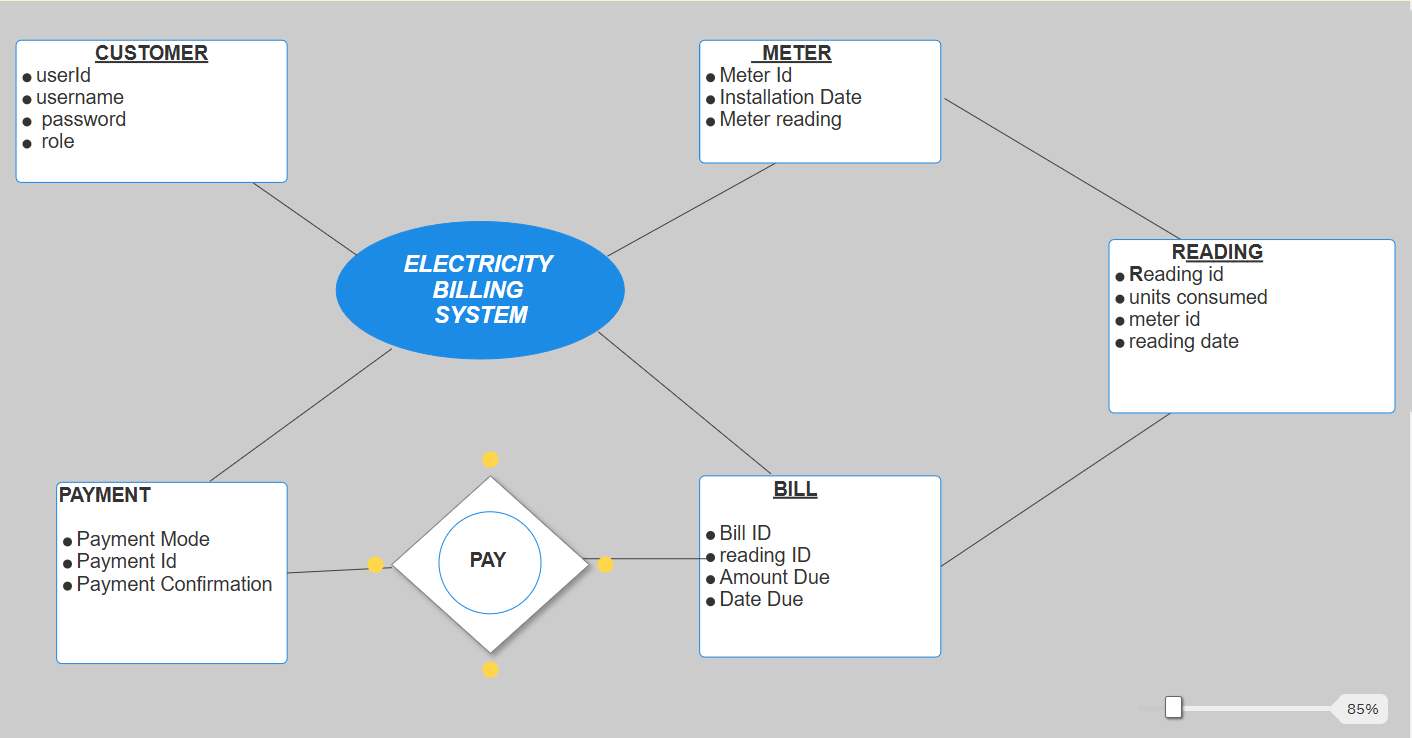 CUSTOMER
● userId
● username
● password
● role
METER
● Meter Id
● Installation Date
● Meter reading
ELECTRICITY
BILLING
SYSTEM
READING
● Reading id
● units consumed
● meter id
● reading date
PAYMENT
● Payment Mode
● Payment Id
● Payment Confirmation
PAY
BILL
● Bill ID
● reading ID
● Amount Due
● Date Due
85%